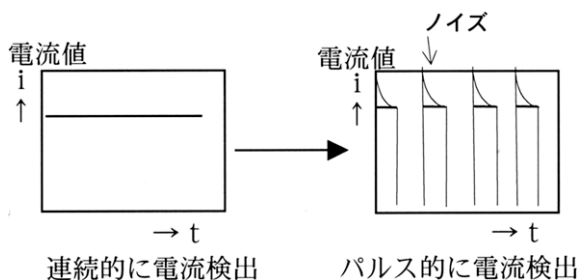 ノイズ
電流値
i
↑
→ t
連続的に電流検出
電流値
i
↑
→ t
パルス的に電流検出